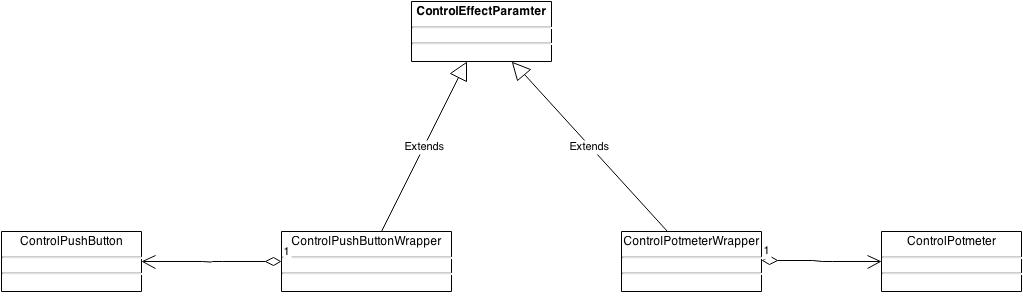 ControlEffectParamter
Extends
Extends
ControlPushButton
1
ControlPushButtonWrapper
ControlPotmeterWrapper
1
ControlPotmeter